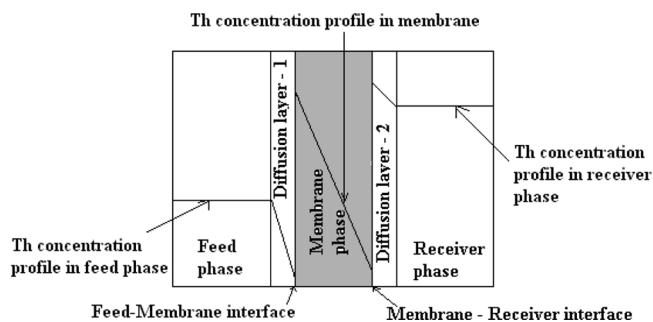 Th concentration profile in membrane
Diffusion layer - 1
Membrane
phase
Diffusion layer - 2
Th concentration
profile in receiver
phase
Th concentration
profile in feed phase
Feed
phase
Receiver
phase
Feed-Membrane interface
Membrane - Receiver interface